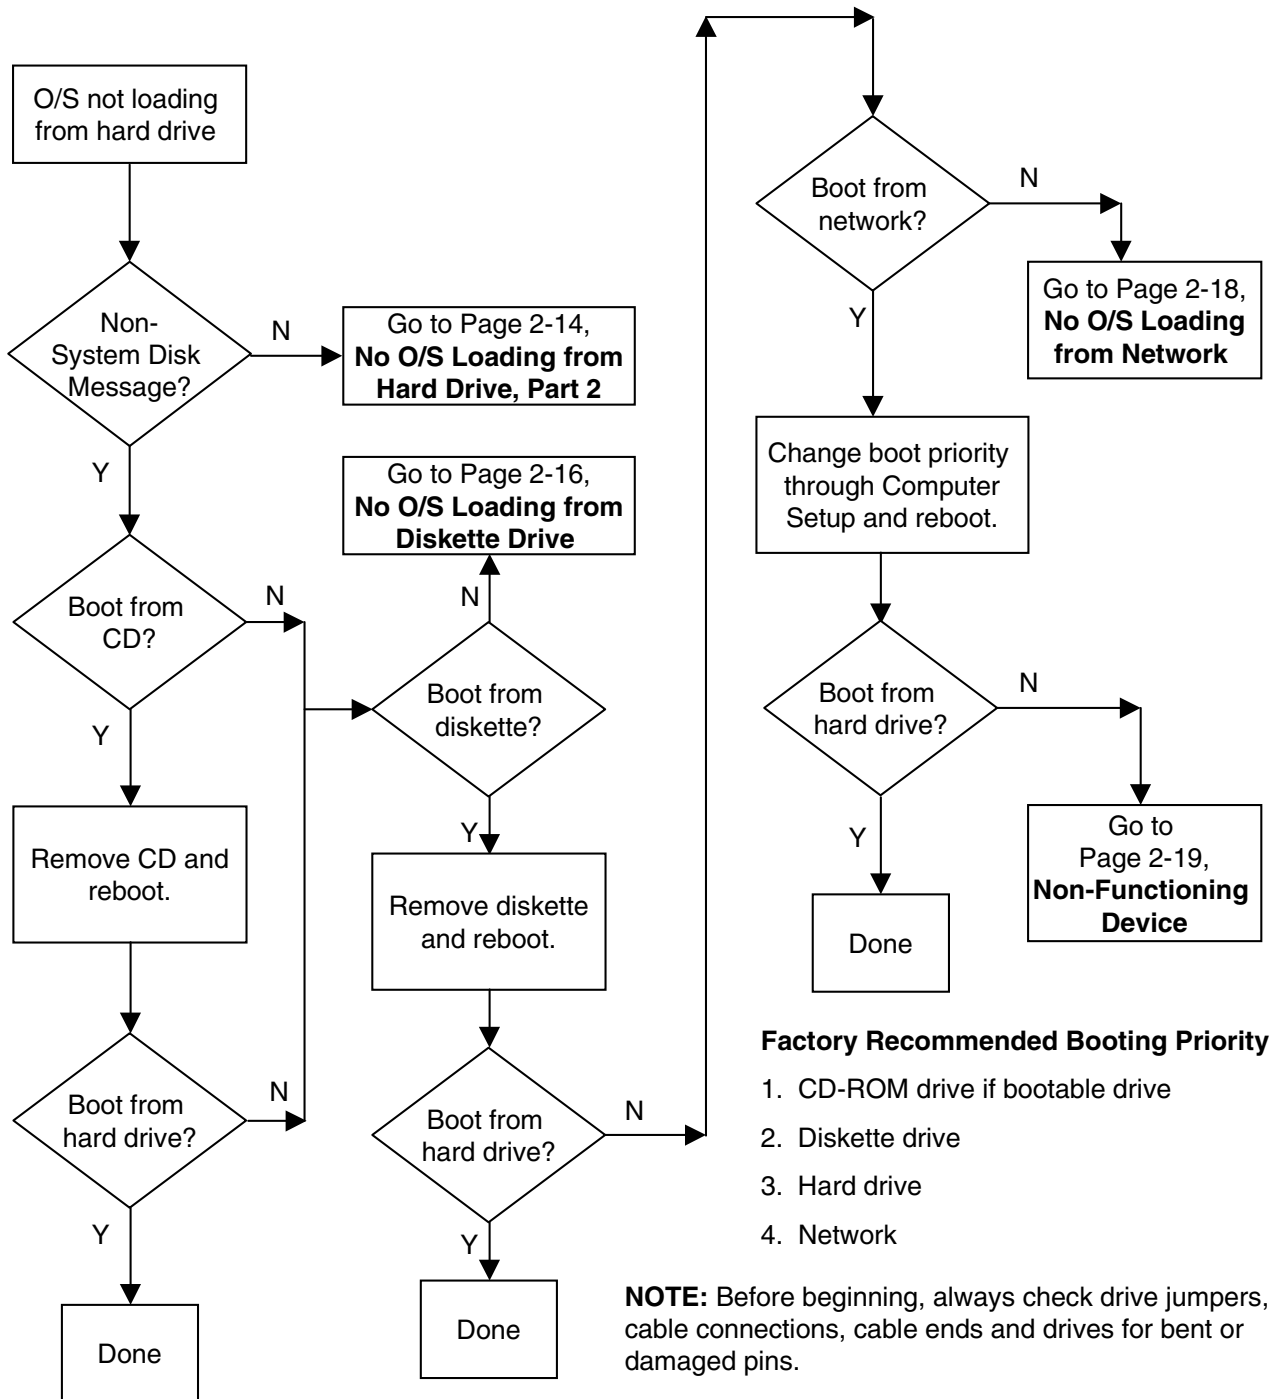 O/S not loading
from hard drive
Non-
System Disk
Message?
N
Go to Page 2-14,
No O/S Loading from
Hard Drive, Part 2
Y
Boot from
CD?
N
Y
Remove CD and
reboot.
Boot from
hard drive?
N
Y
Done
Go to Page 2-16,
No O/S Loading from
Diskette Drive
N
Boot from
diskette?
Y
Remove diskette
and reboot.
Boot from
hard drive?
N
Y
Done
Boot from
network?
N
Go to Page 2-18,
No O/S Loading
from Network
Y
Change boot priority
through Computer
Setup and reboot.
Boot from
hard drive?
N
Go to
Page 2-19,
Non-Functioning
Device
Y
Done
Factory Recommended Booting Priority
1. CD-ROM drive if bootable drive
2. Diskette drive
3. Hard drive
4. Network
NOTE: Before beginning, always check drive jumpers,
cable connections, cable ends and drives for bent or
damaged pins.